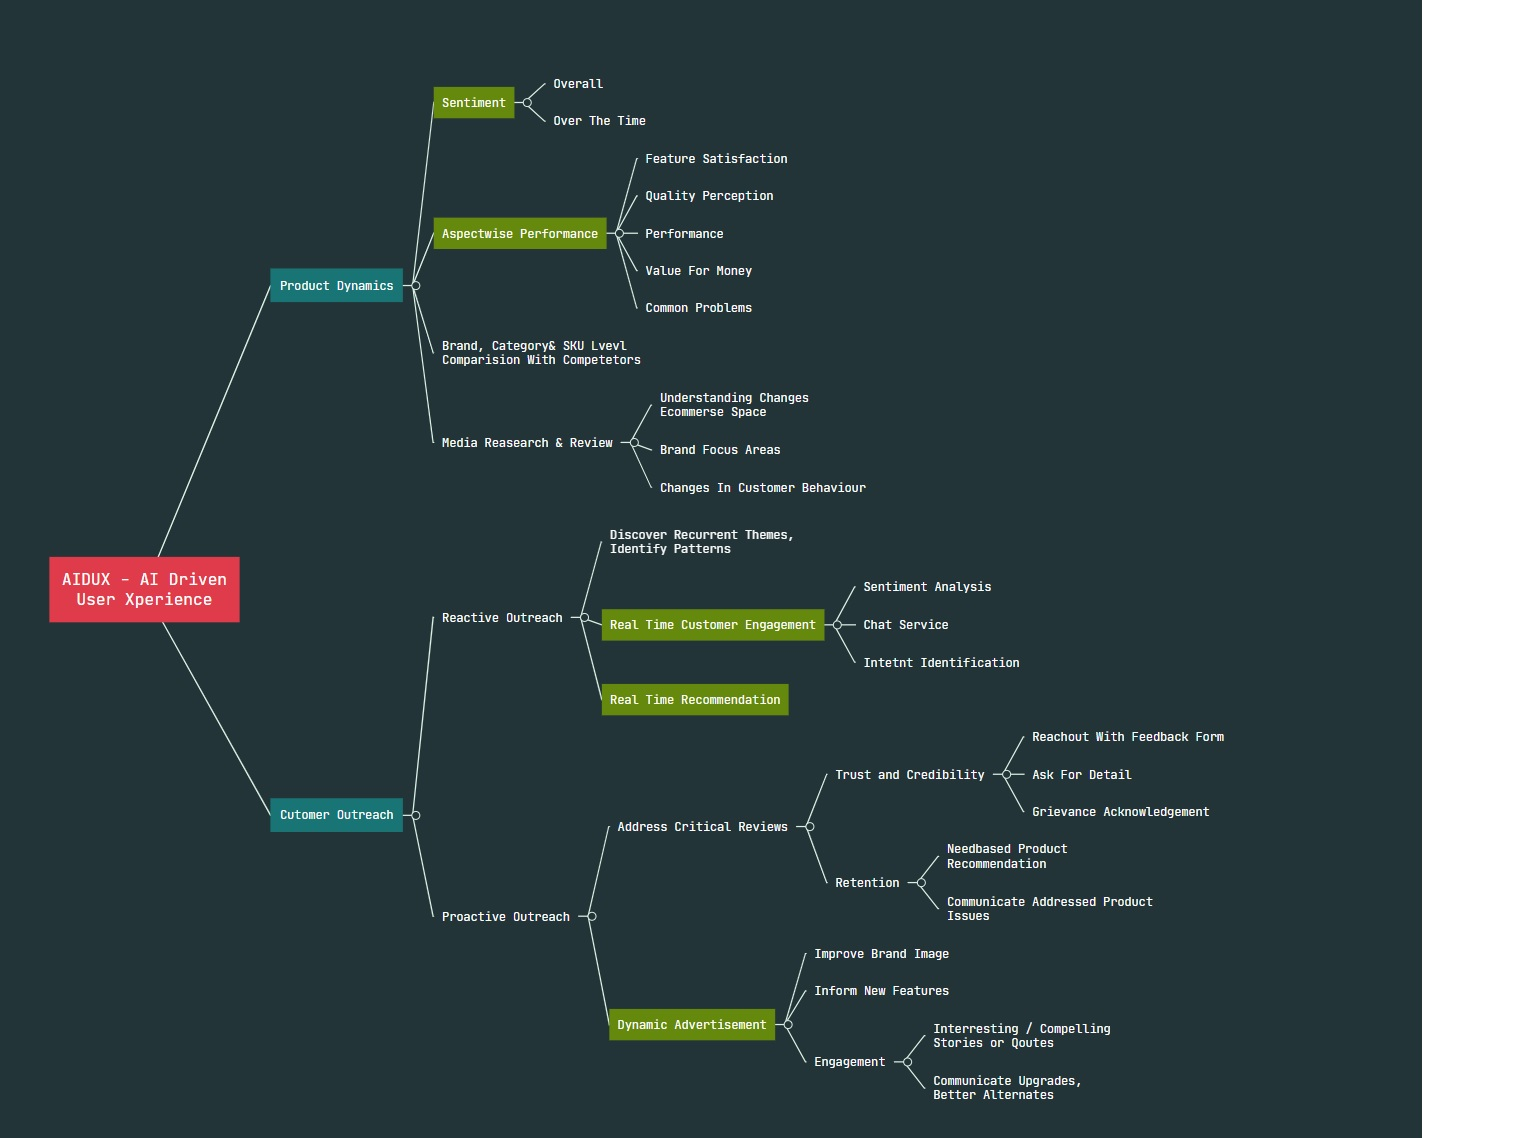 Overall
Sentiment
Over The Time
Feature Satisfaction
Quality Perception
Aspectwise Performance
Performance
Value For Money
Product Dynamics
Common Problems
Brand, Category& SKU Lvevl
Comparision With Competetors
Understanding Changes
Ecommerse Space
Media Reasearch & Review
Brand Focus Areas
Changes In Customer Behaviour
AIDUX - AI Driven
User Xperience
Discover Recurrent Themes,
Identify Patterns
Sentiment Analysis
Reactive Outreach
Real Time Customer Engagement
Chat Service
Intetnt Identification
Real Time Recommendation
Reachout With Feedback Form
Trust and Credibility
Ask For Detail
Grievance Acknowledgement
Cutomer Outreach
Address Critical Reviews
Needbased Product
Recommendation
Retention
Communicate Addressed Product
Issues
Proactive Outreach
Improve Brand Image
Inform New Features
Dynamic Advertisement
Interresting / Compelling
Stories or Qoutes
Engagement
Communicate Upgrades,
Better Alternates